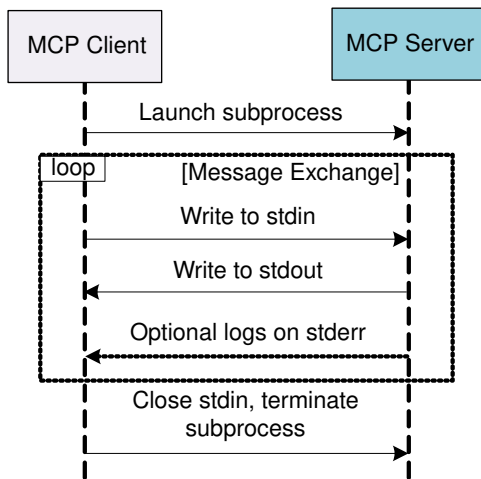 MCP Client
MCP Server
Launch subprocess
loop
[Message Exchange]
Write to stdin
Write to stdout
Optional logs on stderr
Close stdin, terminate
subprocess